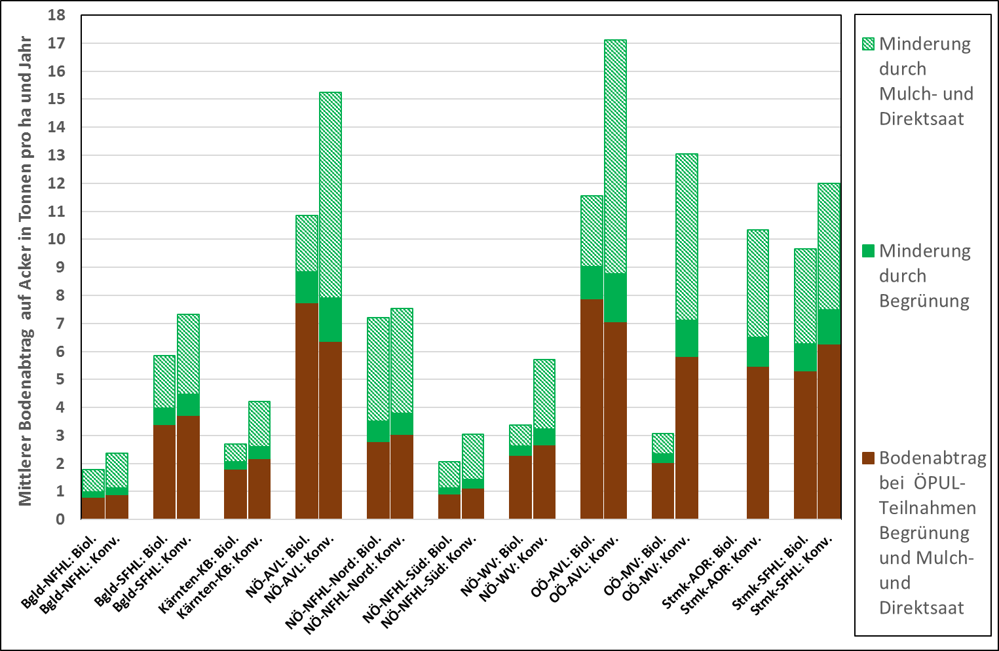 Mittlerer Bodenabtrag auf Acker in Tonnen pro ha und Jahr
18
17
16
15
14
13
12
11
10
9
8
7
6
5
4
3
2
1
0
Bgld-NFHL: Biol.
Bgld-NFHL: Konv.
Bgld-SFHL: Biol.
Bgld-SFHL: Konv.
Kärnten-KB: Biol.
Kärnten-KB: Konv.
NÖ-AVL: Biol.
NÖ-AVL: Konv.
NÖ-NFHL-Nord: Biol.
NÖ-NFHL-Nord: Konv.
NÖ-NFHL-Süd: Biol.
NÖ-NFHL-Süd: Konv.
NÖ-WV: Biol.
NÖ-WV: Konv.
OÖ-AVL: Biol.
OÖ-AVL: Konv.
OÖ-MV: Biol.
OÖ-MV: Konv.
Stmk-AOR: Biol.
Stmk-AOR: Konv.
Stmk-SFHL: Biol.
Stmk-SFHL: Konv.
Minderung
durch
Mulch- und
Direktsaat
Minderung
durch
Begrünung
Bodenabtrag
bei ÖPUL-
Teilnahmen
Begrünung
und Mulch-
und
Direktsaat